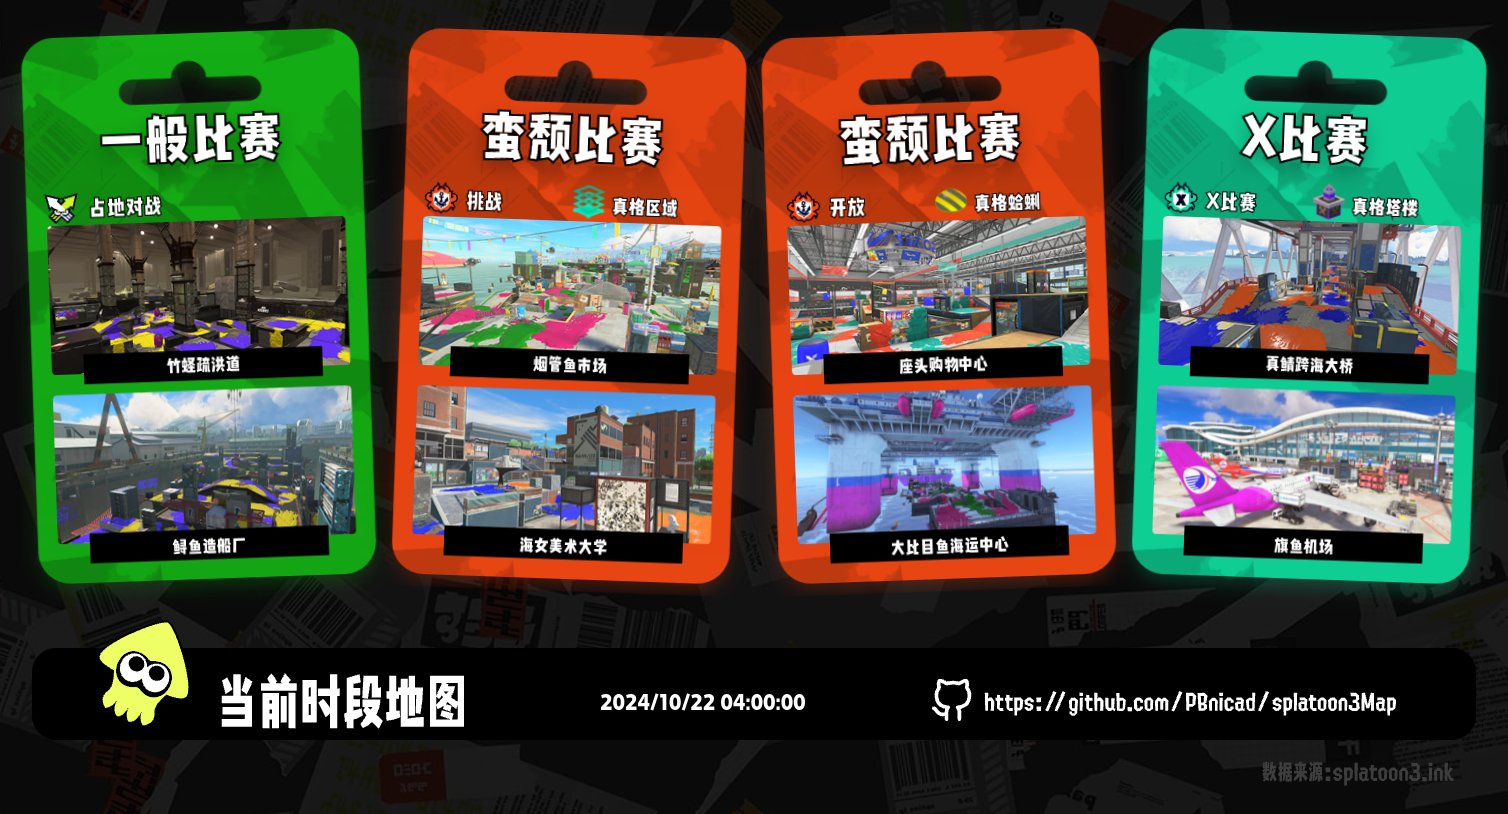 一般比赛
占地对战
竹蛏疏洪道
鲟鱼造船厂
蛮颓比赛
挑战
真格区域
烟管鱼市场
海女美术大学
蛮颓比赛
开放
真格蛤蜊
座头购物中心
大比目鱼海运中心
X比赛
X比赛
真格塔楼
真鲭跨海大桥
旗鱼机场
当前时段地图
2024/10/22 04:00:00
https://github.com/PBnicad/splatoon3Map
数据来源:splatoon3.ink